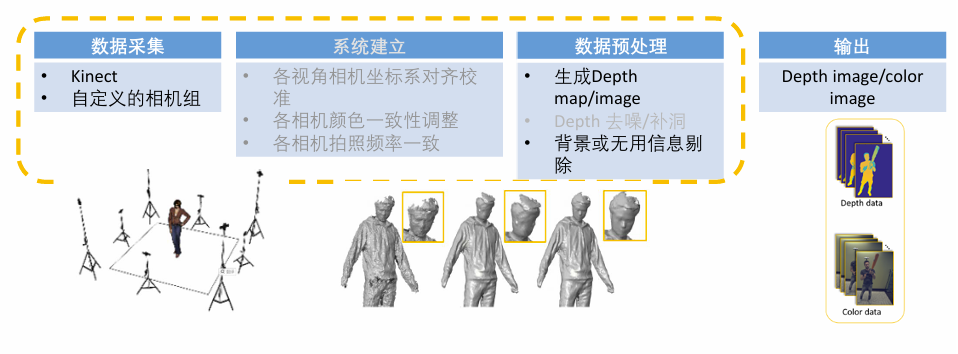 数据采集
• Kinect
• 自定义的相机组
系统建立
• 各视角相机坐标系对齐校
准
• 各相机颜色一致性调整
• 各相机拍照频率一致
数据预处理
• 生成Depth
map/image
• Depth 去噪/补洞
• 背景或无用信息剔
除
输出
Depth image/color
image
Depth data
Color data